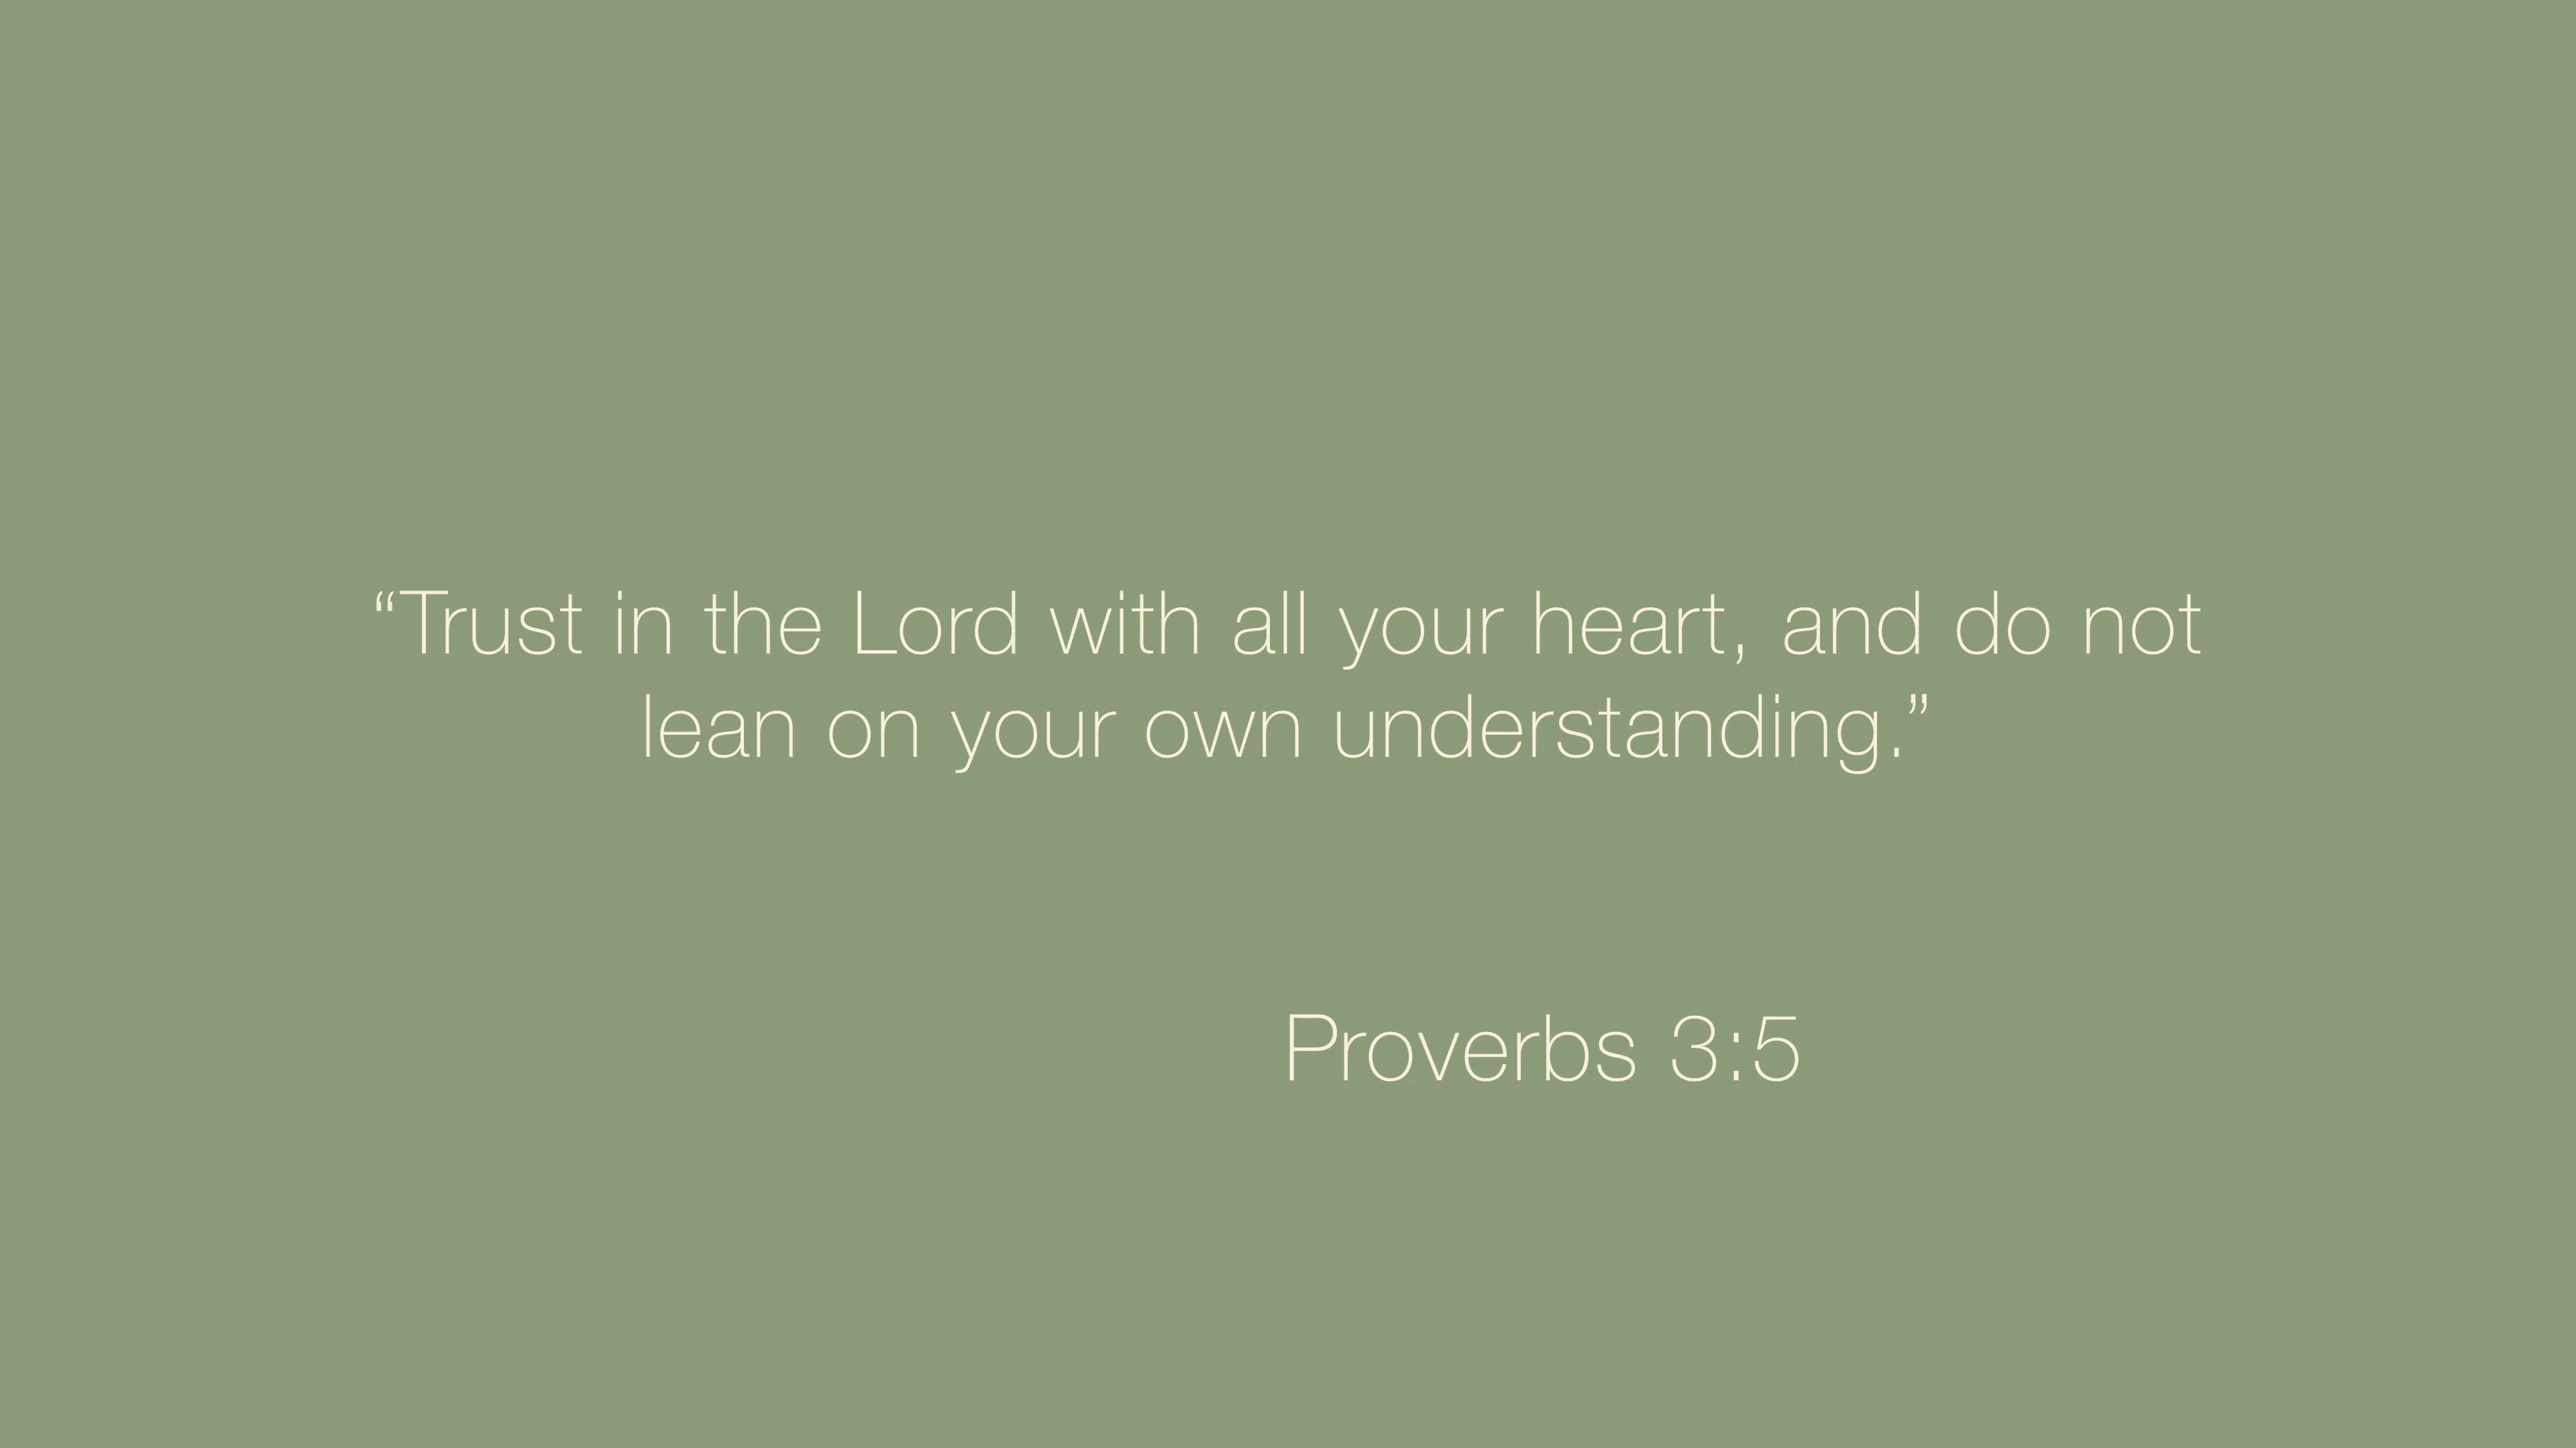 “Trust in the Lord with all your heart, and do not
lean on your own understanding.”
Proverbs 3:5